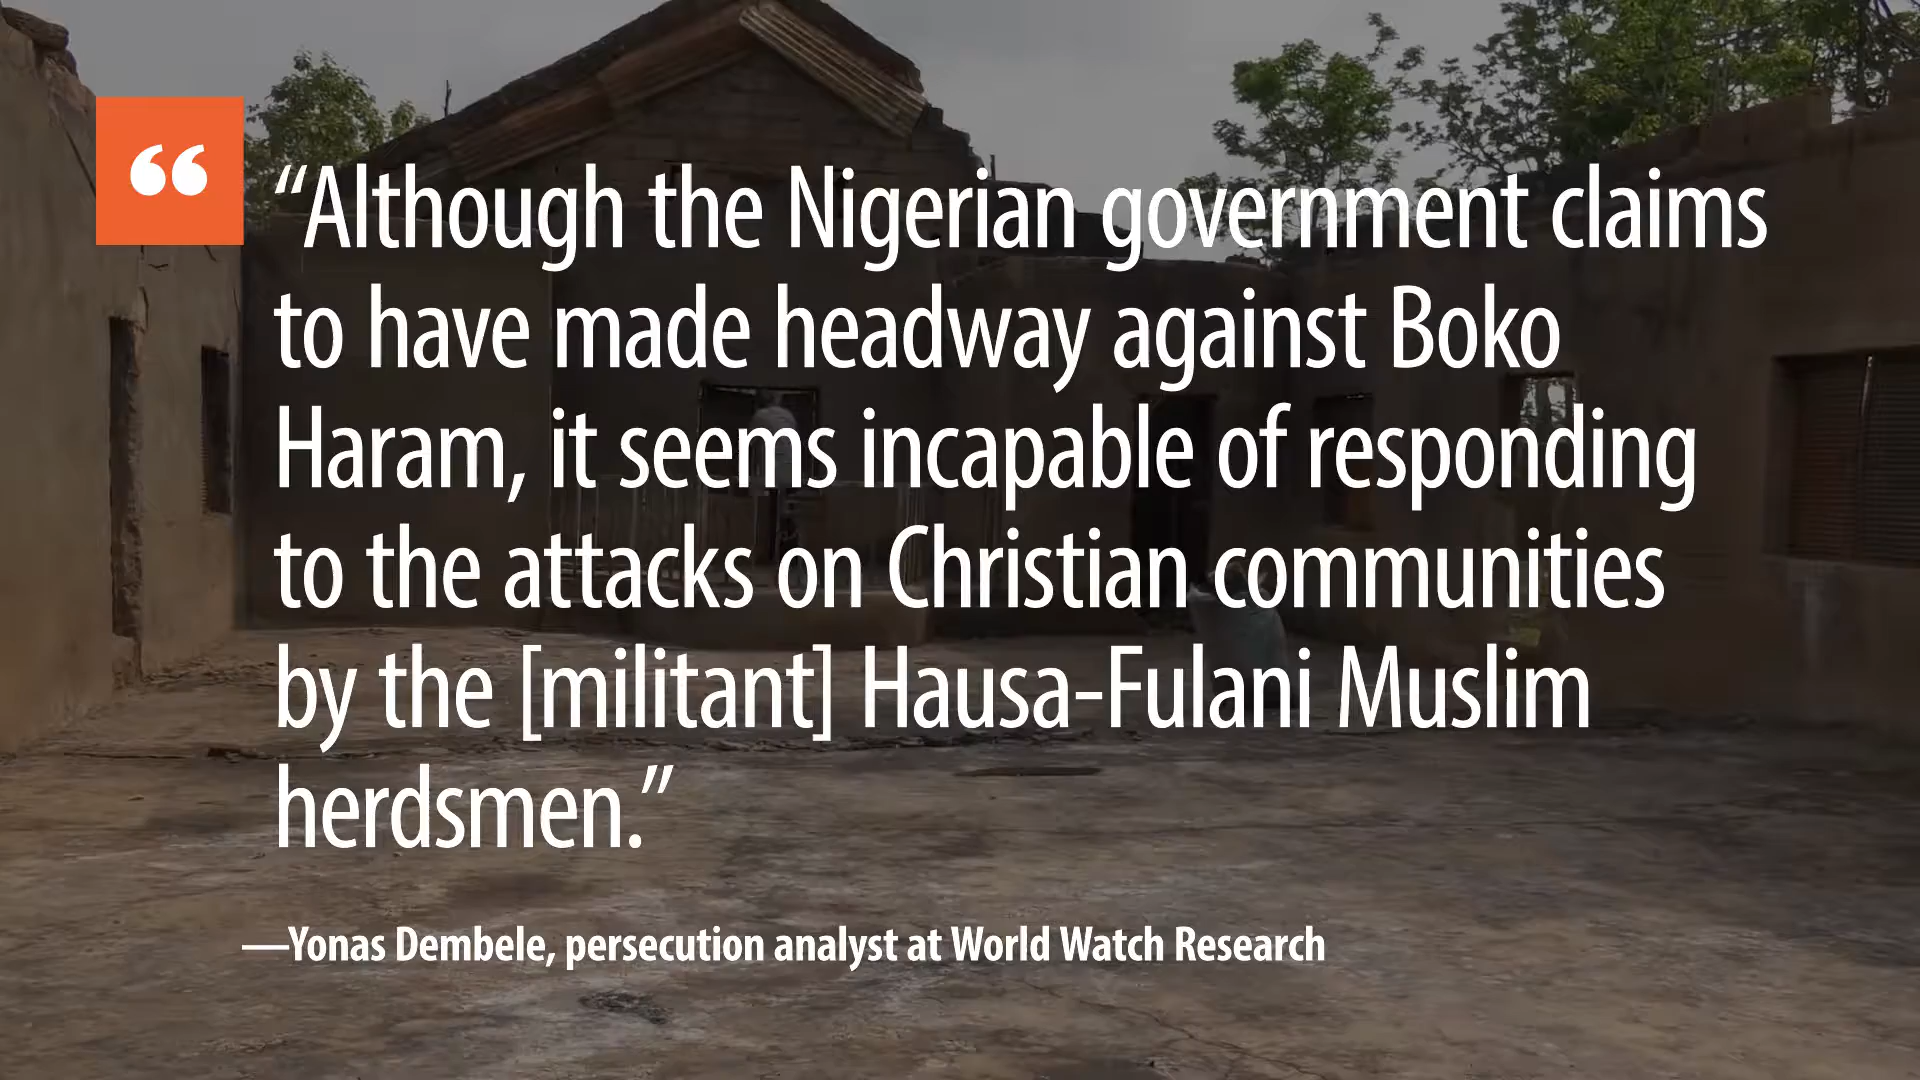 “
“Although the Nigerian government claims
to have made headway against Boko
Haram, it seems incapable of responding
to the attacks on Christian communities
by the [militant] Hausa-Fulani Muslim
herdsmen.”
—Yonas Dembele, persecution analyst at World Watch Research